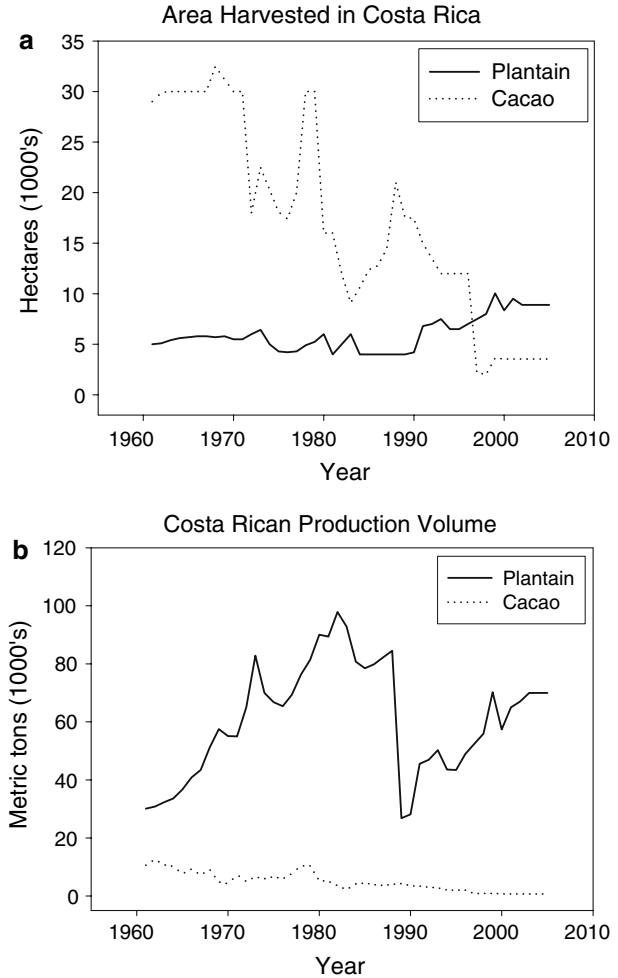 Area Harvested in Costa Rica
a
35
30
25
20
15
10
5
0
Hectares (1000's)
Plantain
Cacao
1960 1970 1980 1990 2000 2010
Year
Costa Rican Production Volume
b
120
100
80
60
40
20
0
Metric tons (1000's)
Plantain
Cacao
1960 1970 1980 1990 2000 2010
Year